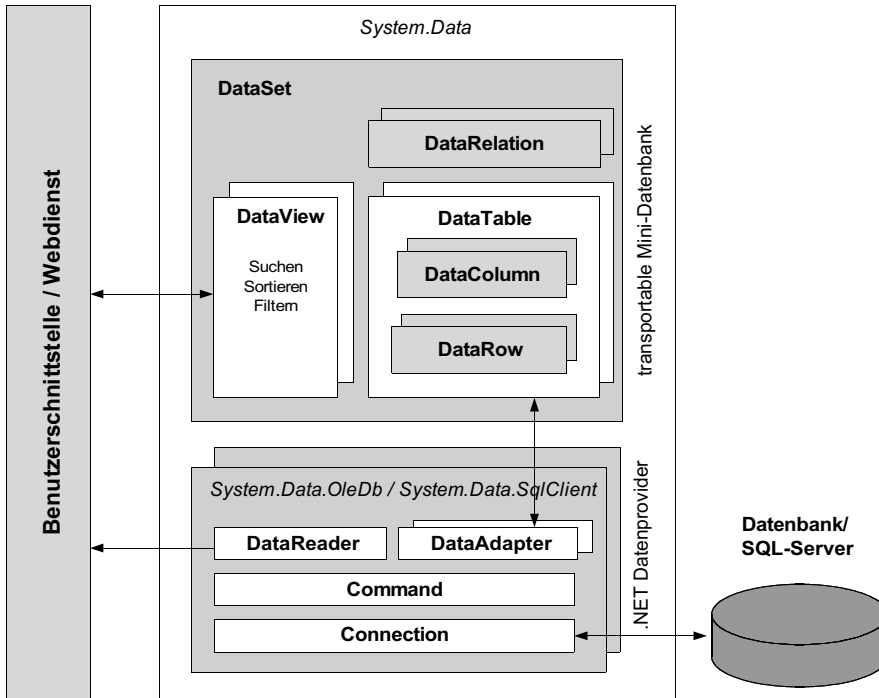 Benutzerschnittstelle / Webdienst
System.Data
DataSet
DataRelation
DataView
Suchen
Sortieren
Filtern
DataTable
DataColumn
DataRow
transportable Mini-Datenbank
System.Data.OleDb / System.Data.SqlClient
DataReader
DataAdapter
Command
Connection
.NET Datenprovider
Datenbank/
SQL-Server